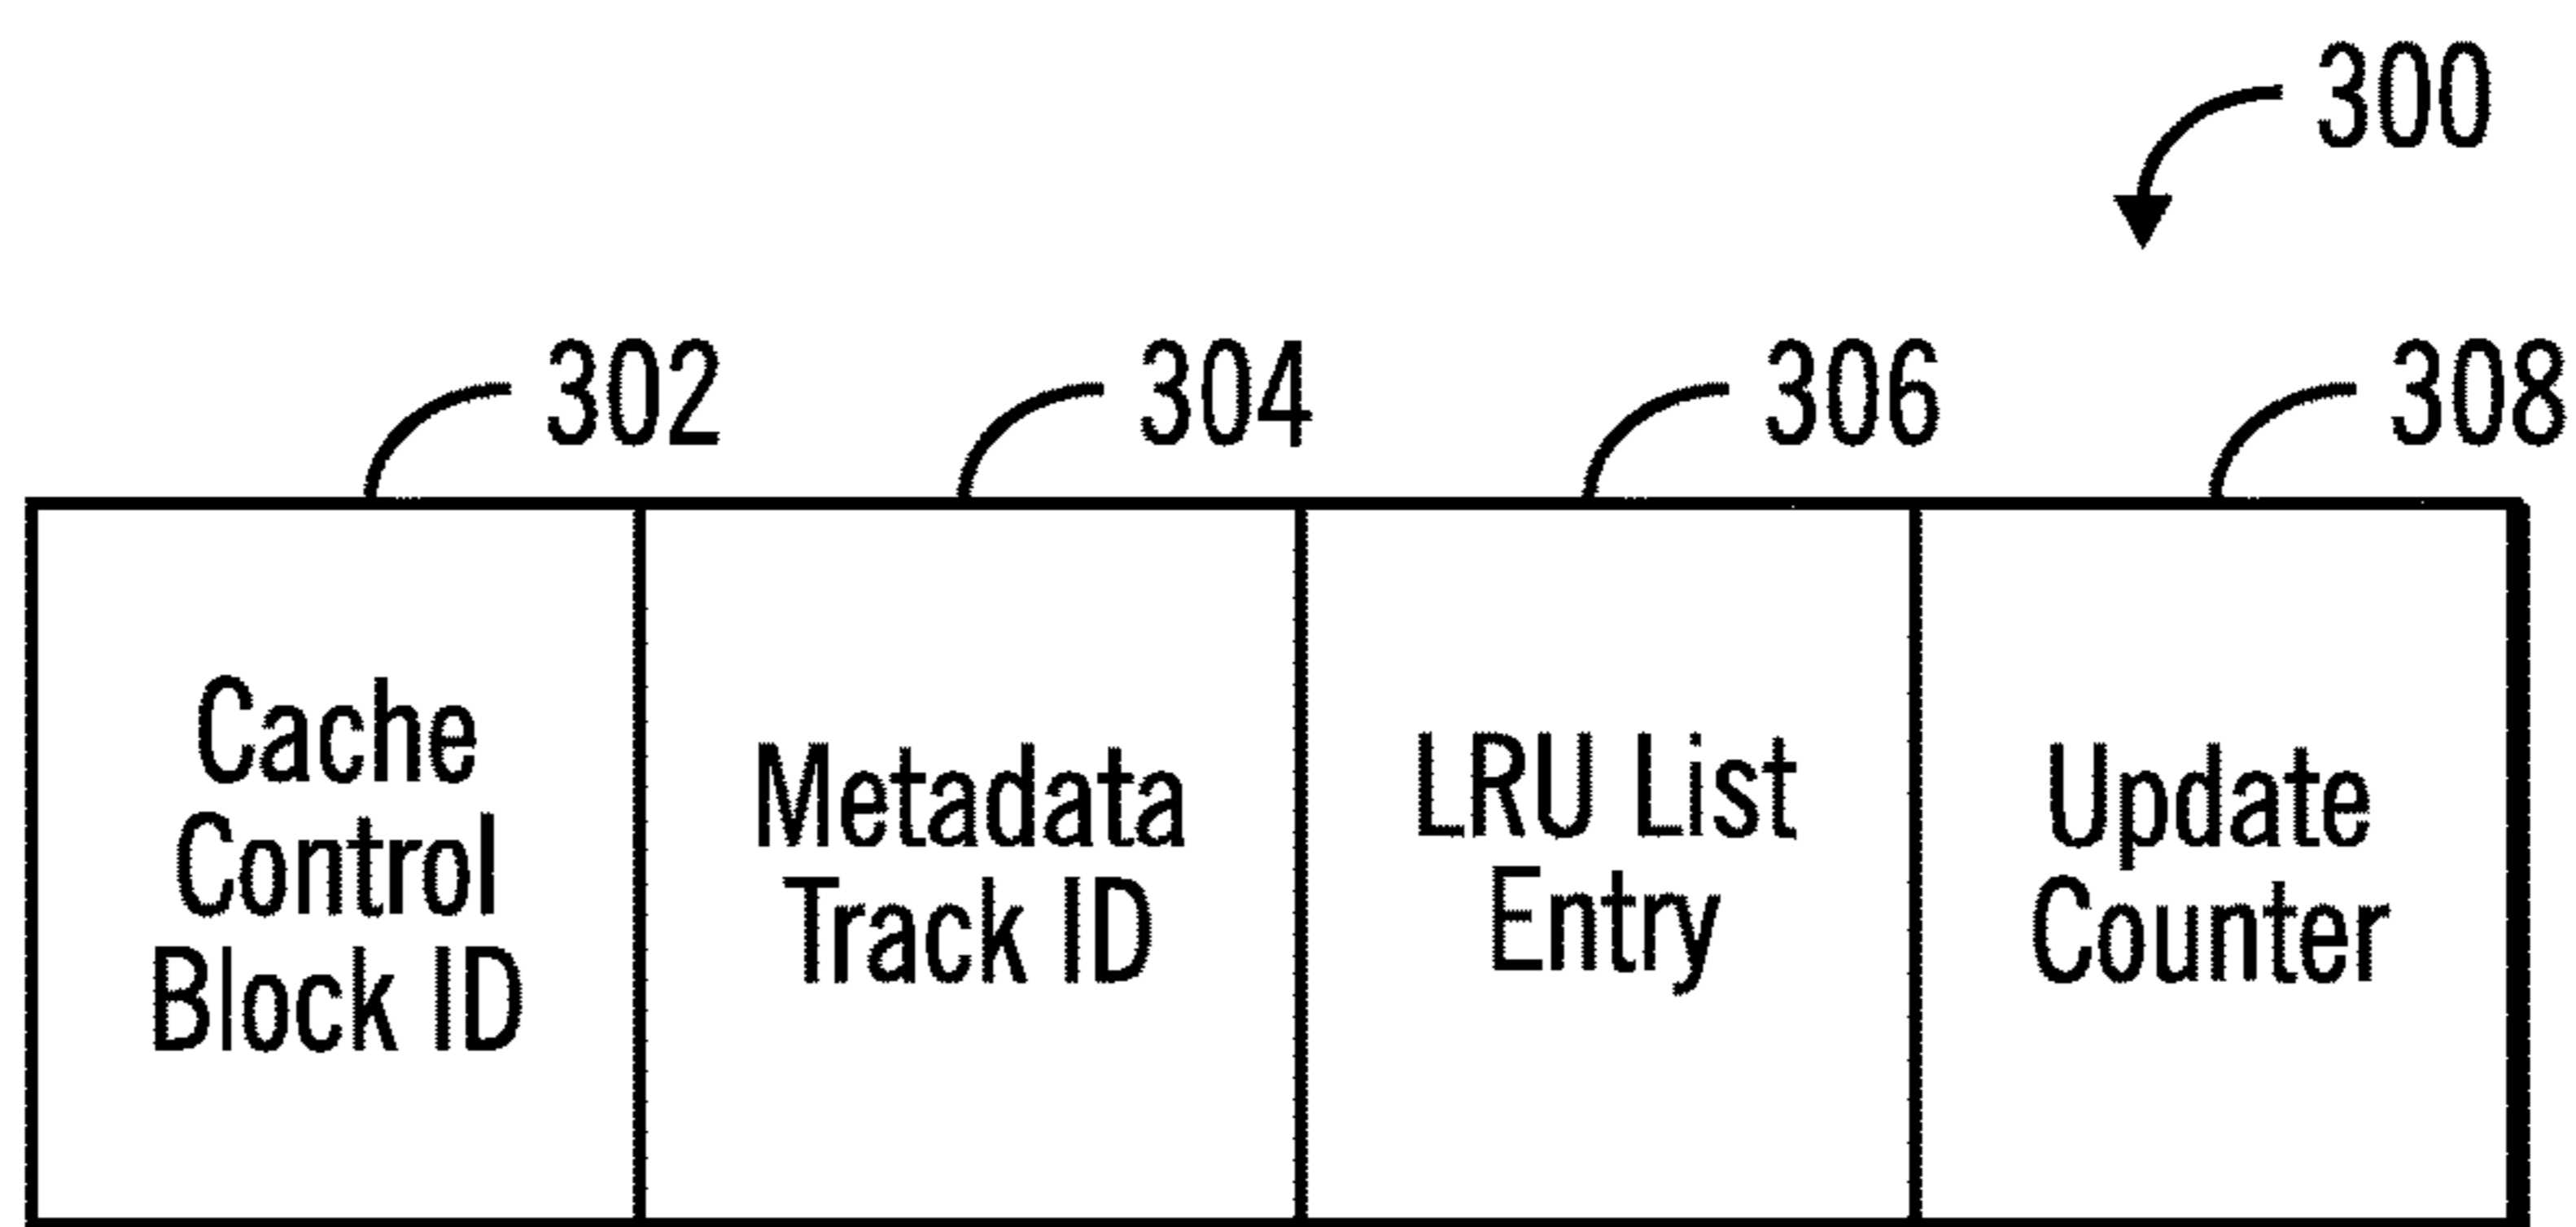 300
302
304
306
308
Cache
Control
Block ID
Metadata
Track ID
LRU List
Entry
Update
Counter